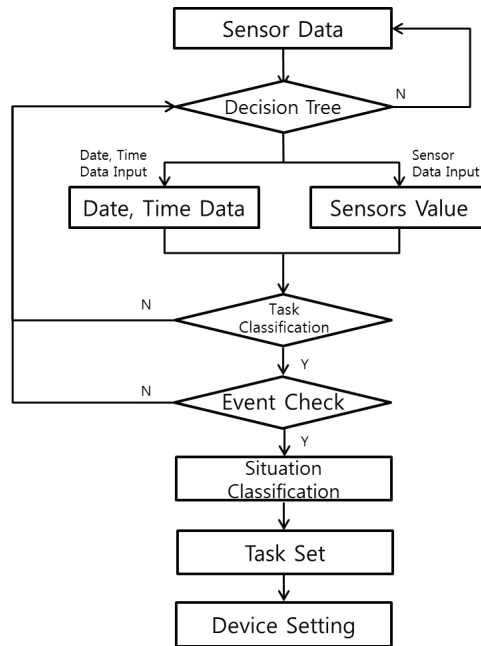 Sensor Data
Decision Tree
N
Date, Time
Data Input
Sensor
Data Input
Date, Time Data
Sensors Value
N
Task
Classification
Y
N
Event Check
Y
Situation
Classification
Task Set
Device Setting